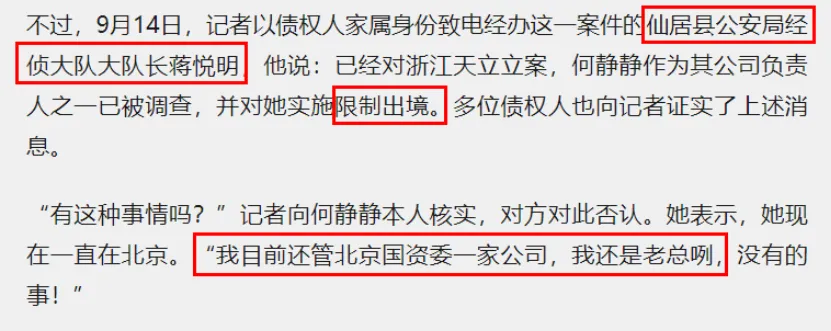 不过，9月14日，记者以债权人家属身份致电经办这一案件的仙居县公安局经
侦大队大队长蒋悦明，他说：已经对浙江天立立案，何静静作为其公司负责
人之一已被调查，并对她实施限制出境。多位债权人也向记者证实了上述消
息。
“有这种事情吗？”记者向何静静本人核实，对方对此否认。她表示，她现
在一直在北京。“我目前还管北京国资委一家公司，我还是老总咧，没有的
事！”